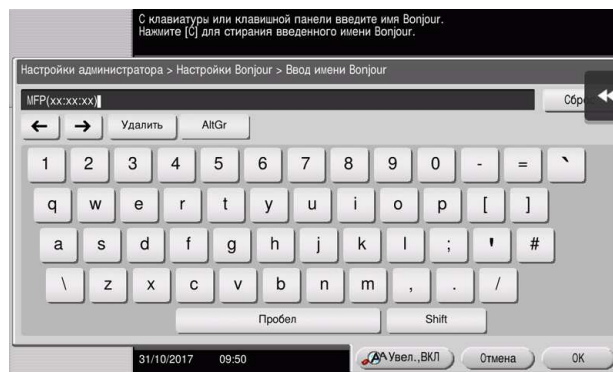 С клавиатуры или клавишной панели введите имя Bonjour.
Нажмите [C] для стирания введенного имени Bonjour.
Настройки администратора > Настройки Bonjour > Ввод имени Bonjour
MFP(xx:xx:xx)
← → Удалить AltGr
1 2 3 4 5 6 7 8 9 0 - = `
q w e r t y u i o p [ ]
a s d f g h j k l ; ' #
\ z x c v b n m , . /
Пробел Shift
31/10/2017 09:50 AA Увел.,ВКЛ Отмена OK